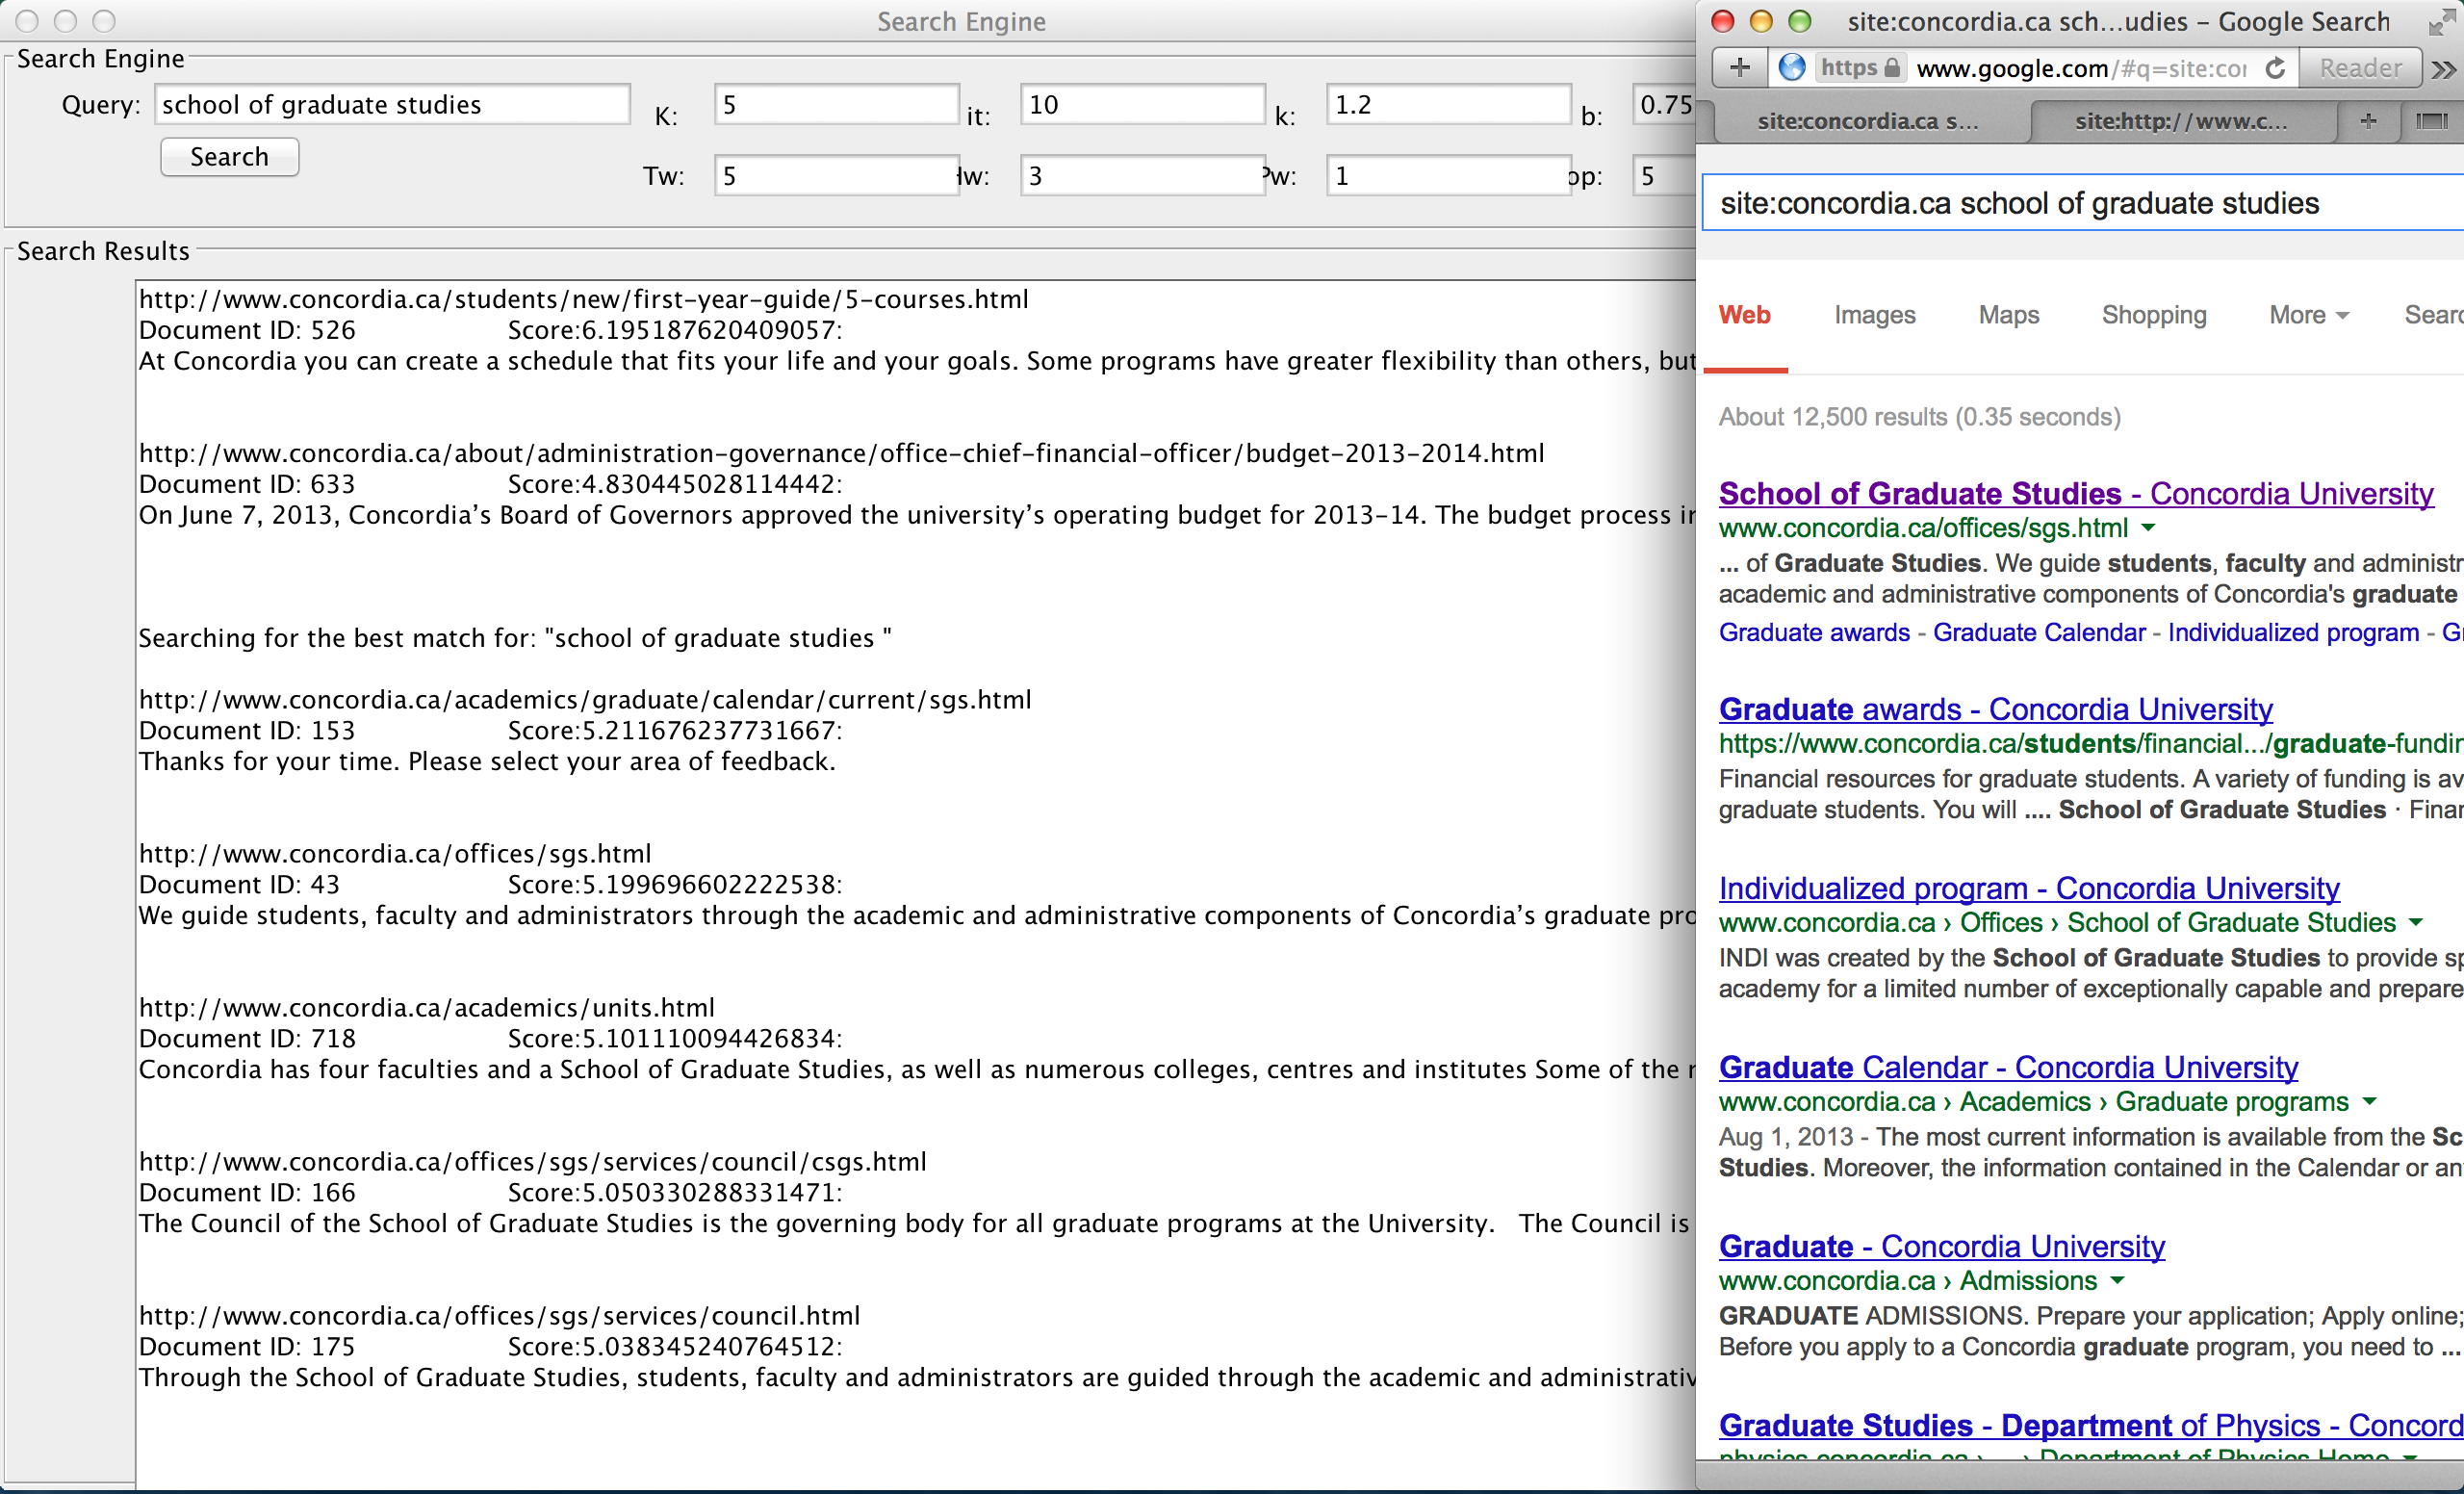 Search Engine
Search Engine
Query: school of graduate studies K: 5 it: 10 k: 1.2 b: 0.75
Search
Tw: 5 Hw: 3 Pw: 1 op: 5
Search Results
http://www.concordia.ca/students/new/first-year-guide/5-courses.html
Document ID: 526 Score:6.195187620409057:
At Concordia you can create a schedule that fits your life and your goals. Some programs have greater flexibility than others, but
http://www.concordia.ca/about/administration-governance/office-chief-financial-officer/budget-2013-2014.html
Document ID: 633 Score:4.830445028114442:
On June 7, 2013, Concordia’s Board of Governors approved the university’s operating budget for 2013-14. The budget process
Searching for the best match for: "school of graduate studies "
http://www.concordia.ca/academics/graduate/calendar/current/sgs.html
Document ID: 153 Score:5.211676237731667:
Thanks for your time. Please select your area of feedback.
http://www.concordia.ca/offices/sgs.html
Document ID: 43 Score:5.199696602222538:
We guide students, faculty and administrators through the academic and administrative components of Concordia’s graduate pro
http://www.concordia.ca/academics/units.html
Document ID: 718 Score:5.101110094426834:
Concordia has four faculties and a School of Graduate Studies, as well as numerous colleges, centres and institutes Some of the
http://www.concordia.ca/offices/sgs/services/council/csgs.html
Document ID: 166 Score:5.050330288331471:
The Council of the School of Graduate Studies is the governing body for all graduate programs at the University. The Council is
http://www.concordia.ca/offices/sgs/services/council.html
Document ID: 175 Score:5.038345240764512:
Through the School of Graduate Studies, students, faculty and administrators are guided through the academic and administrativ
site:concordia.ca sch...udies – Google Search
https www.google.com/#q=site:cor Reader
site:concordia.ca s... site:http://www.c...
site:concordia.ca school of graduate studies
Web Images Maps Shopping More Searc
About 12,500 results (0.35 seconds)
School of Graduate Studies - Concordia University
www.concordia.ca/offices/sgs.html
... of Graduate Studies. We guide students, faculty and administr
academic and administrative components of Concordia's graduate
Graduate awards - Graduate Calendar - Individualized program - G
Graduate awards - Concordia University
https://www.concordia.ca/students/financial.../graduate-fundin
Financial resources for graduate students. A variety of funding is av
graduate students. You will .... School of Graduate Studies · Finan
Individualized program - Concordia University
www.concordia.ca › Offices › School of Graduate Studies
INDI was created by the School of Graduate Studies to provide sp
academy for a limited number of exceptionally capable and prepare
Graduate Calendar - Concordia University
www.concordia.ca › Academics › Graduate programs
Aug 1, 2013 - The most current information is available from the Sc
Studies. Moreover, the information contained in the Calendar or an
Graduate - Concordia University
www.concordia.ca › Admissions
GRADUATE ADMISSIONS. Prepare your application; Apply online;
Before you apply to a Concordia graduate program, you need to ...
Graduate Studies - Department of Physics - Concord
physics.concordia.ca › ... › Department of Physics Home